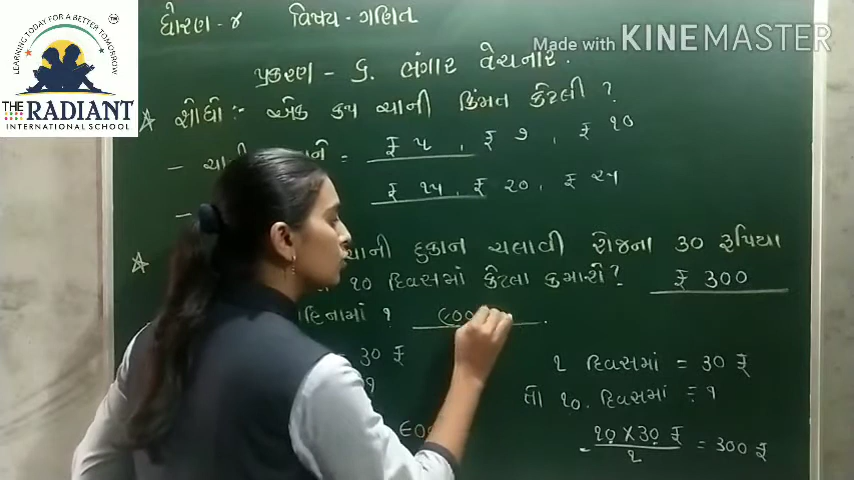 LEARNING TODAY FOR A BETTER TOMORROW
THE RADIANT
INTERNATIONAL SCHOOL
Made with KINEMASTER
ધોરણ - ૪ વિષય - ગણિત
પ્રકરણ - ૬. ભંગાર વેચનાર.
શોધો :- એક કપ ચાની કિંમત કેટલી ?
₹ ૫ , ₹ ૭ , ₹ ૧૦
₹ ૧૫ , ₹ ૨૦ , ₹ ૨૫
ચાની દુકાન ચલાવી રોજના ૩૦ રૂપિયા
૧૦ દિવસમાં કેટલા કમાશે? ₹ ૩૦૦
મહિનામાં ? ૯૦૦
= ૩૦ ₹
૧ દિવસમાં = ૩૦ ₹
તો ૧૦. દિવસમાં = ?
૧૦ X ૩૦ ₹ / ૧ = ૩૦૦ ₹